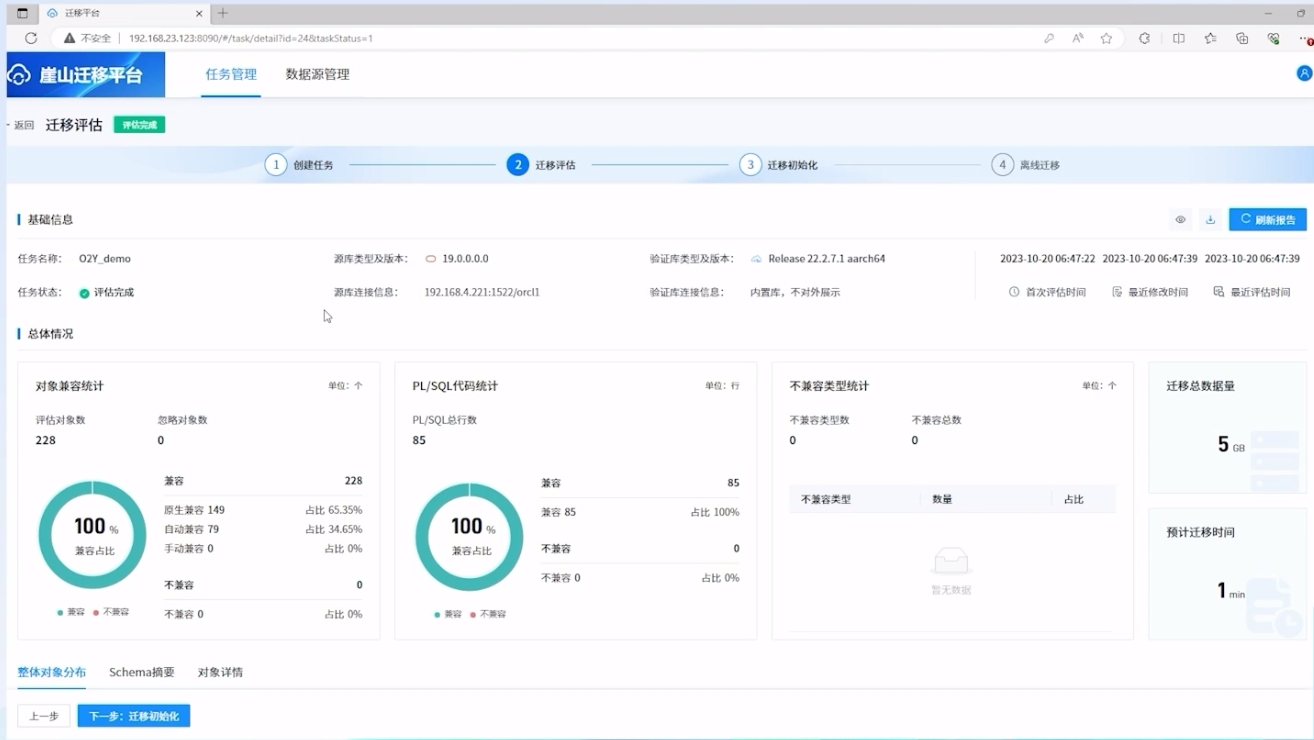 迁移平台
不安全 192.168.23.123:8090/#/task/detail?id=24&taskStatus=1
崖山迁移平台 任务管理 数据源管理
返回 迁移评估 评估完成
1 创建任务 2 迁移评估 3 迁移初始化 4 离线迁移
基础信息 刷新报告
任务名称： O2Y_demo 源库类型及版本： 19.0.0.0.0 验证库类型及版本： Release 22.2.7.1 aarch64 2023-10-20 06:47:22 2023-10-20 06:47:39 2023-10-20 06:47:39
任务状态： 评估完成 源库连接信息： 192.168.4.221:1522/orcl1 验证库连接信息： 内置库，不对外展示 首次评估时间 最近修改时间 最近评估时间
总体情况
对象兼容统计 单位：个
评估对象数 忽略对象数
228 0
100 %
兼容占比
兼容 不兼容
兼容 228
原生兼容 149 占比 65.35%
自动兼容 79 占比 34.65%
手动兼容 0 占比 0%
不兼容 0
不兼容 0 占比 0%
PL/SQL代码统计 单位：行
PL/SQL总行数
85
100 %
兼容占比
兼容 不兼容
兼容 85
兼容 85 占比 100%
不兼容 0
不兼容 0 占比 0%
不兼容类型统计 单位：个
不兼容类型数 不兼容总数
0 0
不兼容类型 数量 占比
暂无数据
迁移总数据量
5 GB
预计迁移时间
1 min
整体对象分布 Schema摘要 对象详情
上一步 下一步：迁移初始化